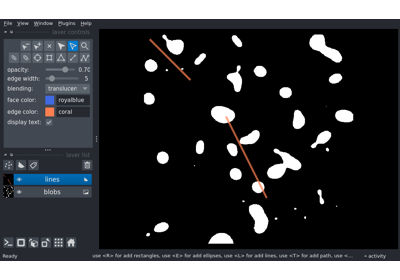 File View Window Plugins Help
layer controls
opacity: 0.70
edge width: 5
blending: translucen
face color: royalblue
edge color: coral
display text:
layer list
lines
blobs
Ready use <R> for add rectangles, use <E> for add ellipses, use <L> for add lines, use <T> for add path, use <... activity